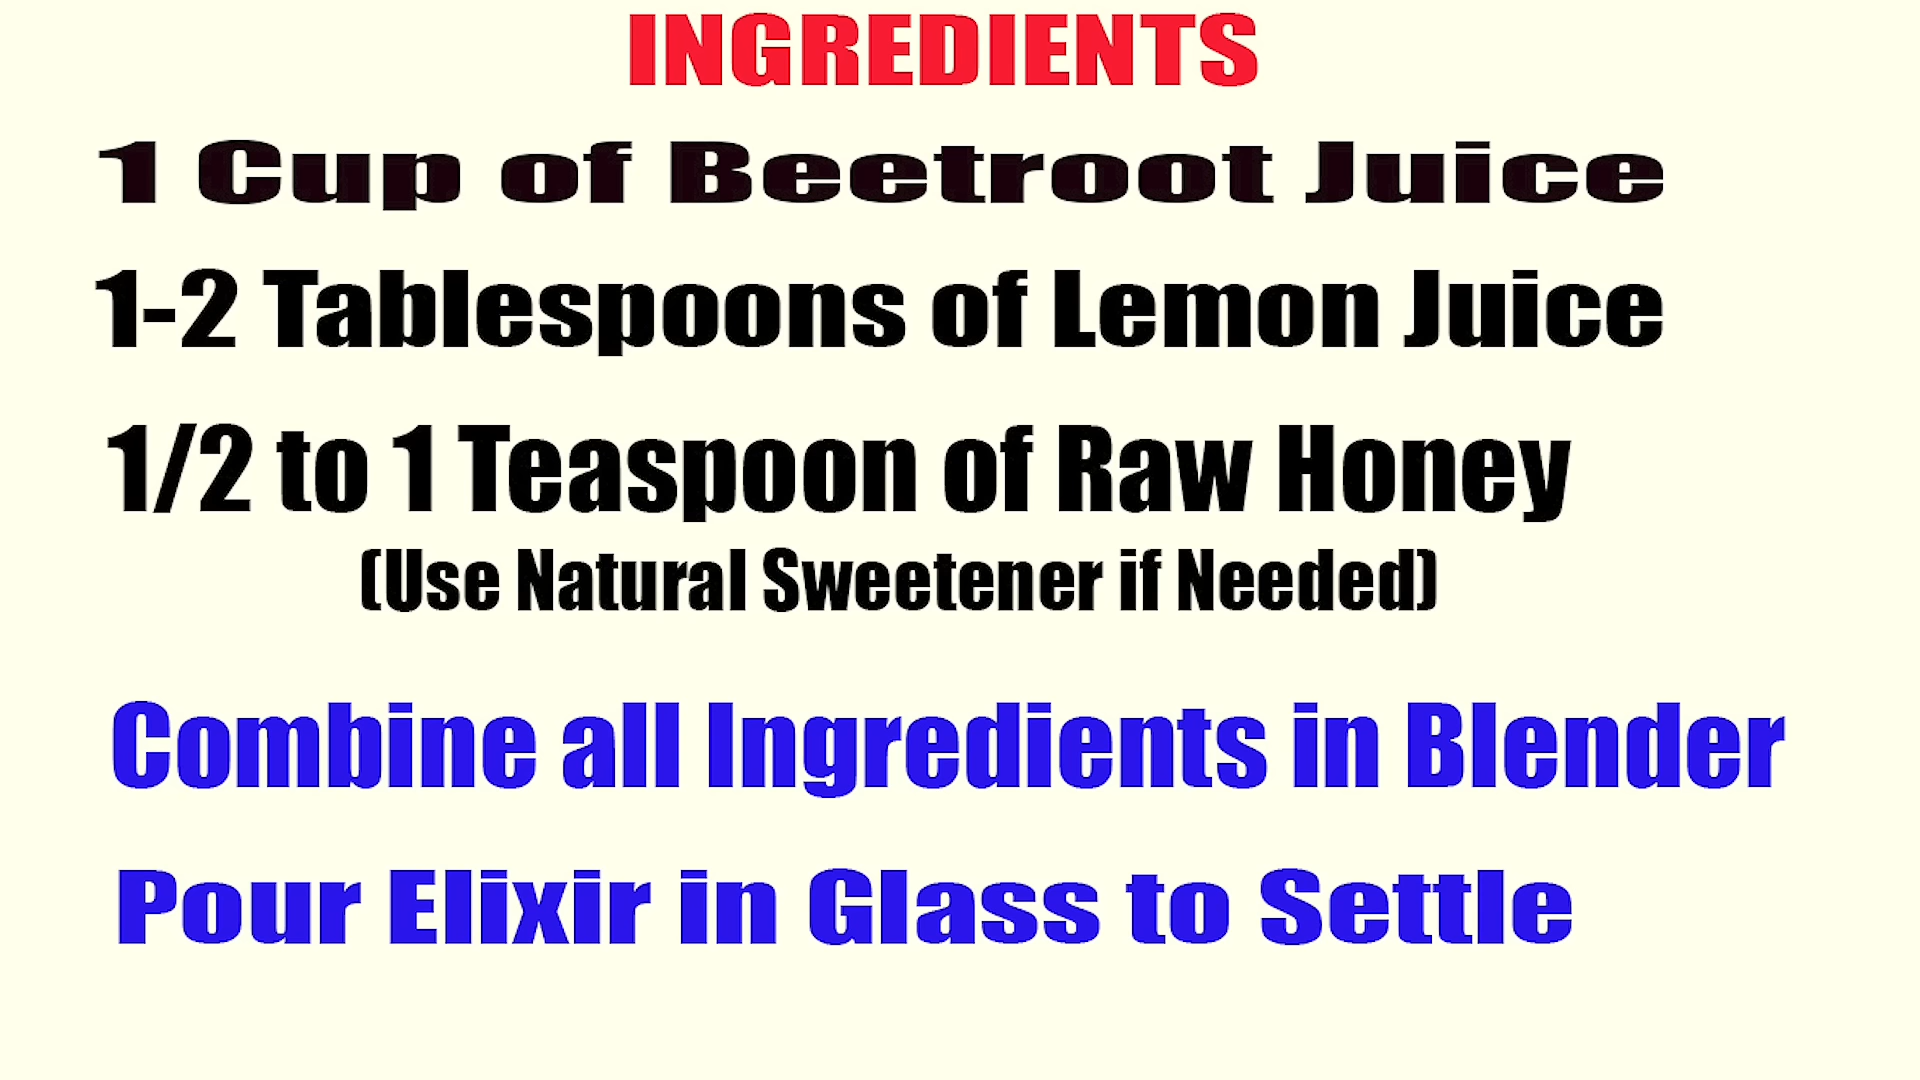 INGREDIENTS
1 Cup of Beetroot Juice
1-2 Tablespoons of Lemon Juice
1/2 to 1 Teaspoon of Raw Honey
(Use Natural Sweetener if Needed)
Combine all Ingredients in Blender
Pour Elixir in Glass to Settle